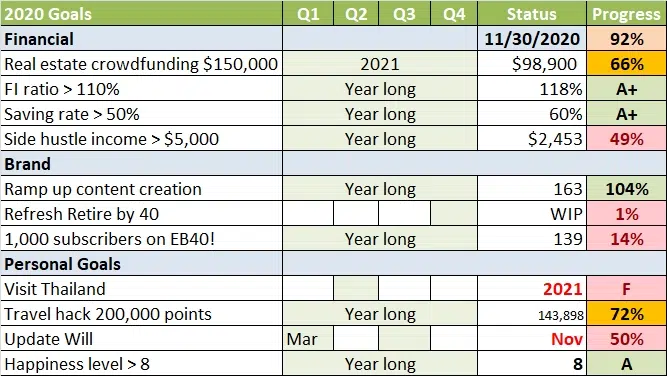 2020 Goals Q1 Q2 Q3 Q4 Status Progress
Financial 11/30/2020 92%
Real estate crowdfunding $150,000 2021 $98,900 66%
FI ratio > 110% Year long 118% A+
Saving rate > 50% Year long 60% A+
Side hustle income > $5,000 Year long $2,453 49%
Brand
Ramp up content creation Year long 163 104%
Refresh Retire by 40 WIP 1%
1,000 subscribers on EB40! Year long 139 14%
Personal Goals
Visit Thailand 2021 F
Travel hack 200,000 points Year long 143,898 72%
Update Will Mar Nov 50%
Happiness level > 8 Year long 8 A